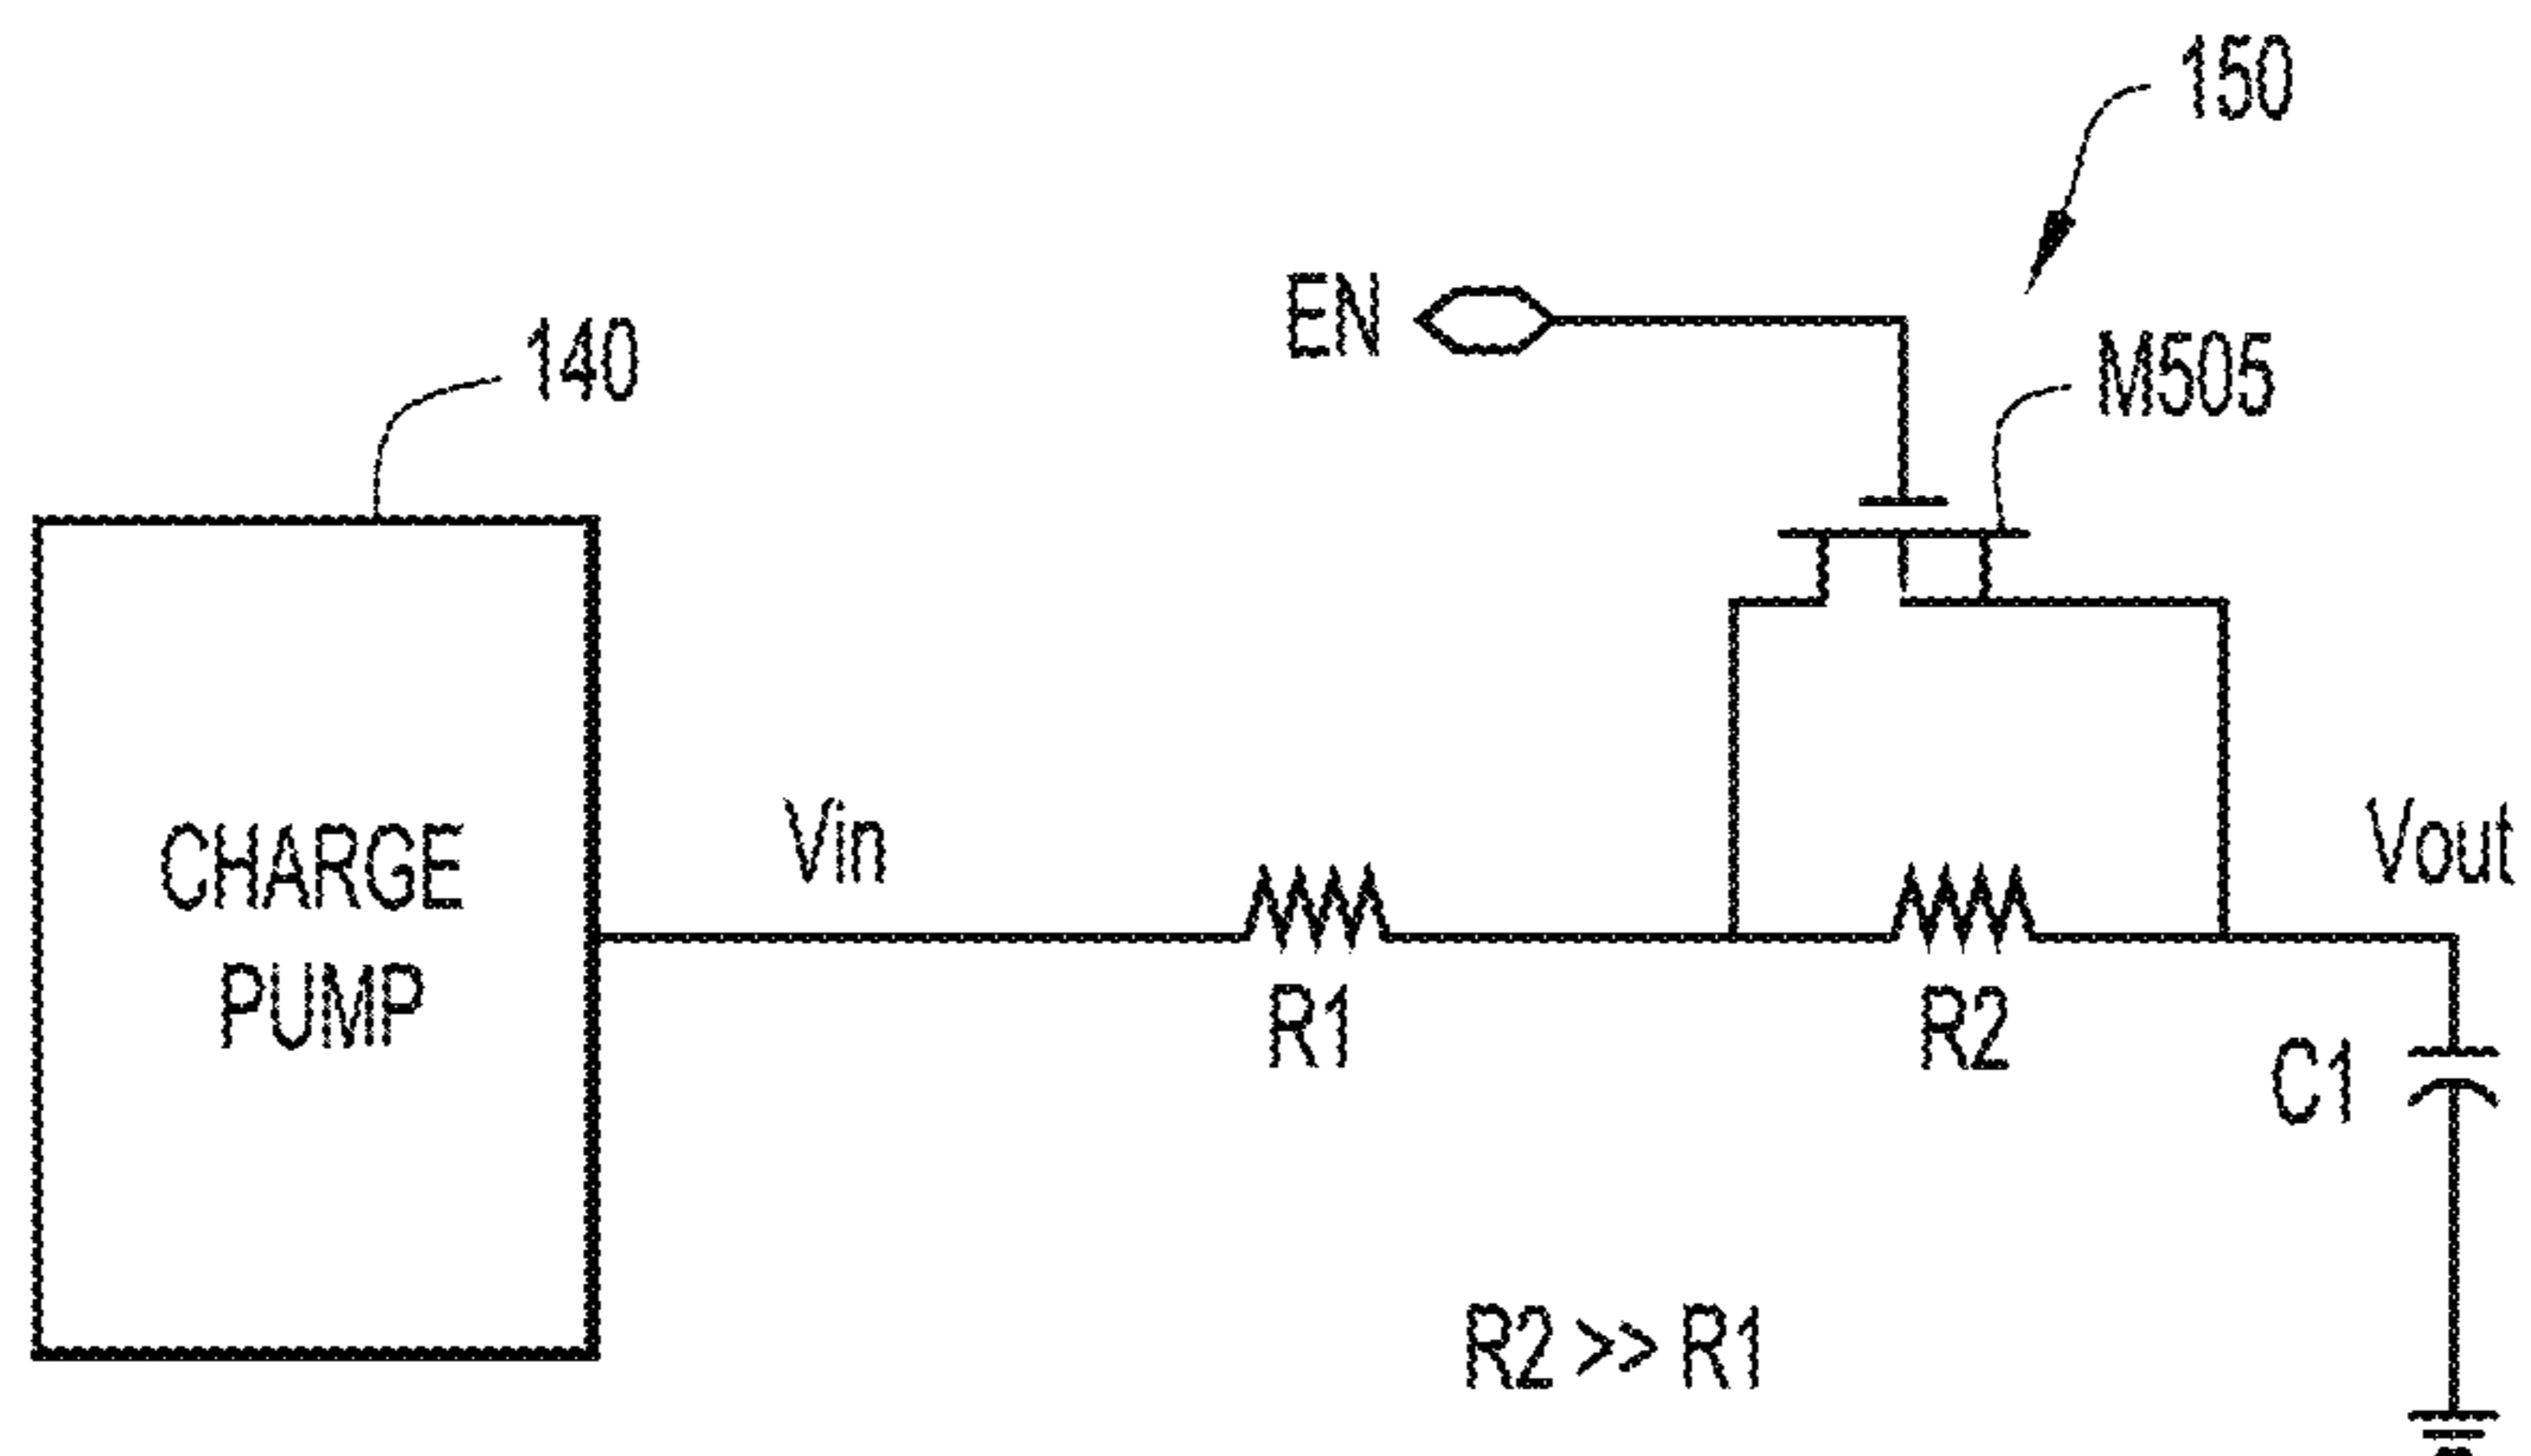 150
EN
140
M505
CHARGE
PUMP
Vin
Vout
R1
R2
C1
R2 >> R1